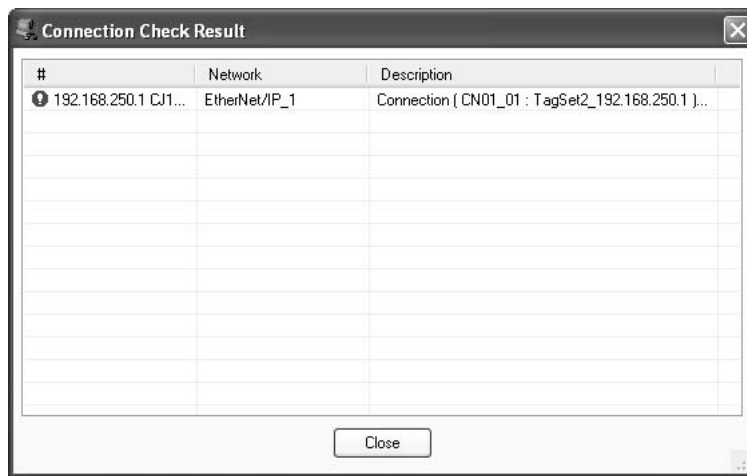 Connection Check Result
# Network Description
192.168.250.1 CJ1... EtherNet/IP_1 Connection ( CN01_01 : TagSet2_192.168.250.1 )...
Close